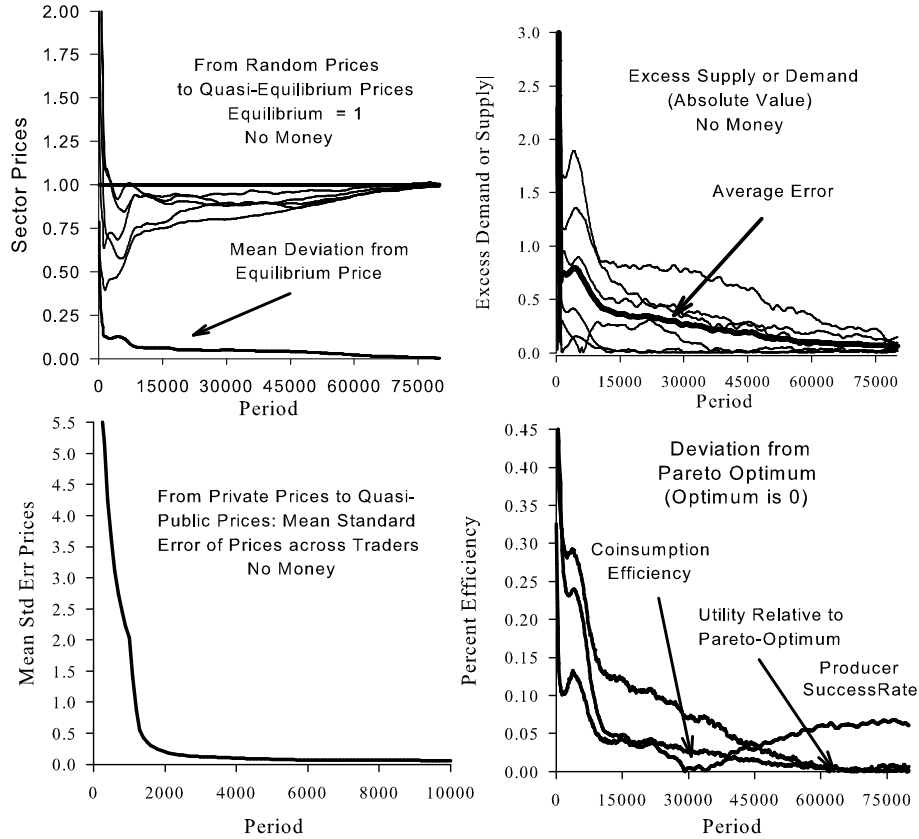 2.00
1.75
1.50
1.25
1.00
0.75
0.50
0.25
0.00
Sector Prices
From Random Prices
to Quasi-Equilibrium Prices
Equilibrium = 1
No Money
Mean Deviation from
Equilibrium Price
0 15000 30000 45000 60000 75000
Period
3.0
2.5
2.0
1.5
1.0
0.5
0.0
Excess Demand or Supply|
Excess Supply or Demand
(Absolute Value)
No Money
Average Error
0 15000 30000 45000 60000 75000
Period
5.5
5.0
4.5
4.0
3.5
3.0
2.5
2.0
1.5
1.0
0.5
0.0
Mean Std Err Prices
From Private Prices to Quasi-
Public Prices: Mean Standard
Error of Prices across Traders
No Money
0 2000 4000 6000 8000 10000
Period
0.45
0.40
0.35
0.30
0.25
0.20
0.15
0.10
0.05
0.00
Percent Efficiency
Deviation from
Pareto Optimum
(Optimum is 0)
Coinsumption
Efficiency
Utility Relative to
Pareto-Optimum
Producer
SuccessRate
0 15000 30000 45000 60000 75000
Period